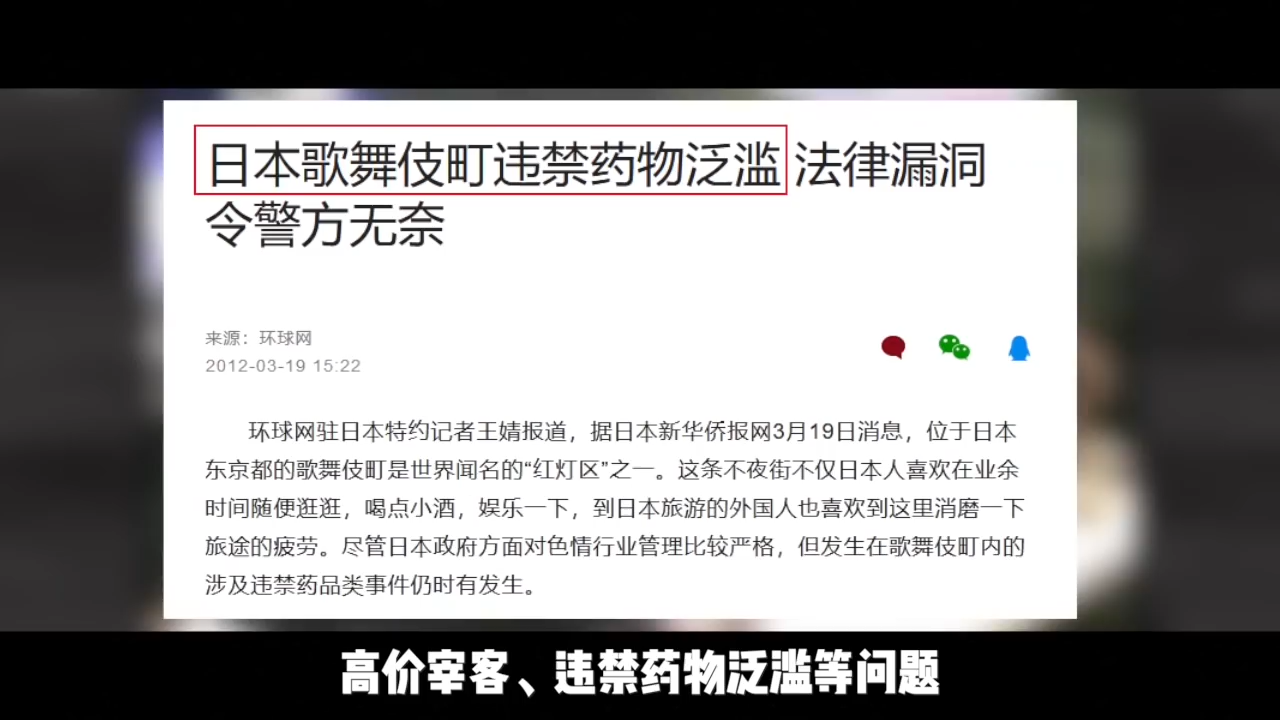 日本歌舞伎町违禁药物泛滥 法律漏洞
令警方无奈
来源：环球网
2012-03-19 15:22
环球网驻日本特约记者王婧报道，据日本新华侨报网3月19日消息，位于日本
东京都的歌舞伎町是世界闻名的“红灯区”之一。这条不夜街不仅日本人喜欢在业余
时间随便逛逛，喝点小酒，娱乐一下，到日本旅游的外国人也喜欢到这里消磨一下
旅途的疲劳。尽管日本政府方面对色情行业管理比较严格，但发生在歌舞伎町内的
涉及违禁药品类事件仍时有发生。
高价宰客、违禁药物泛滥等问题